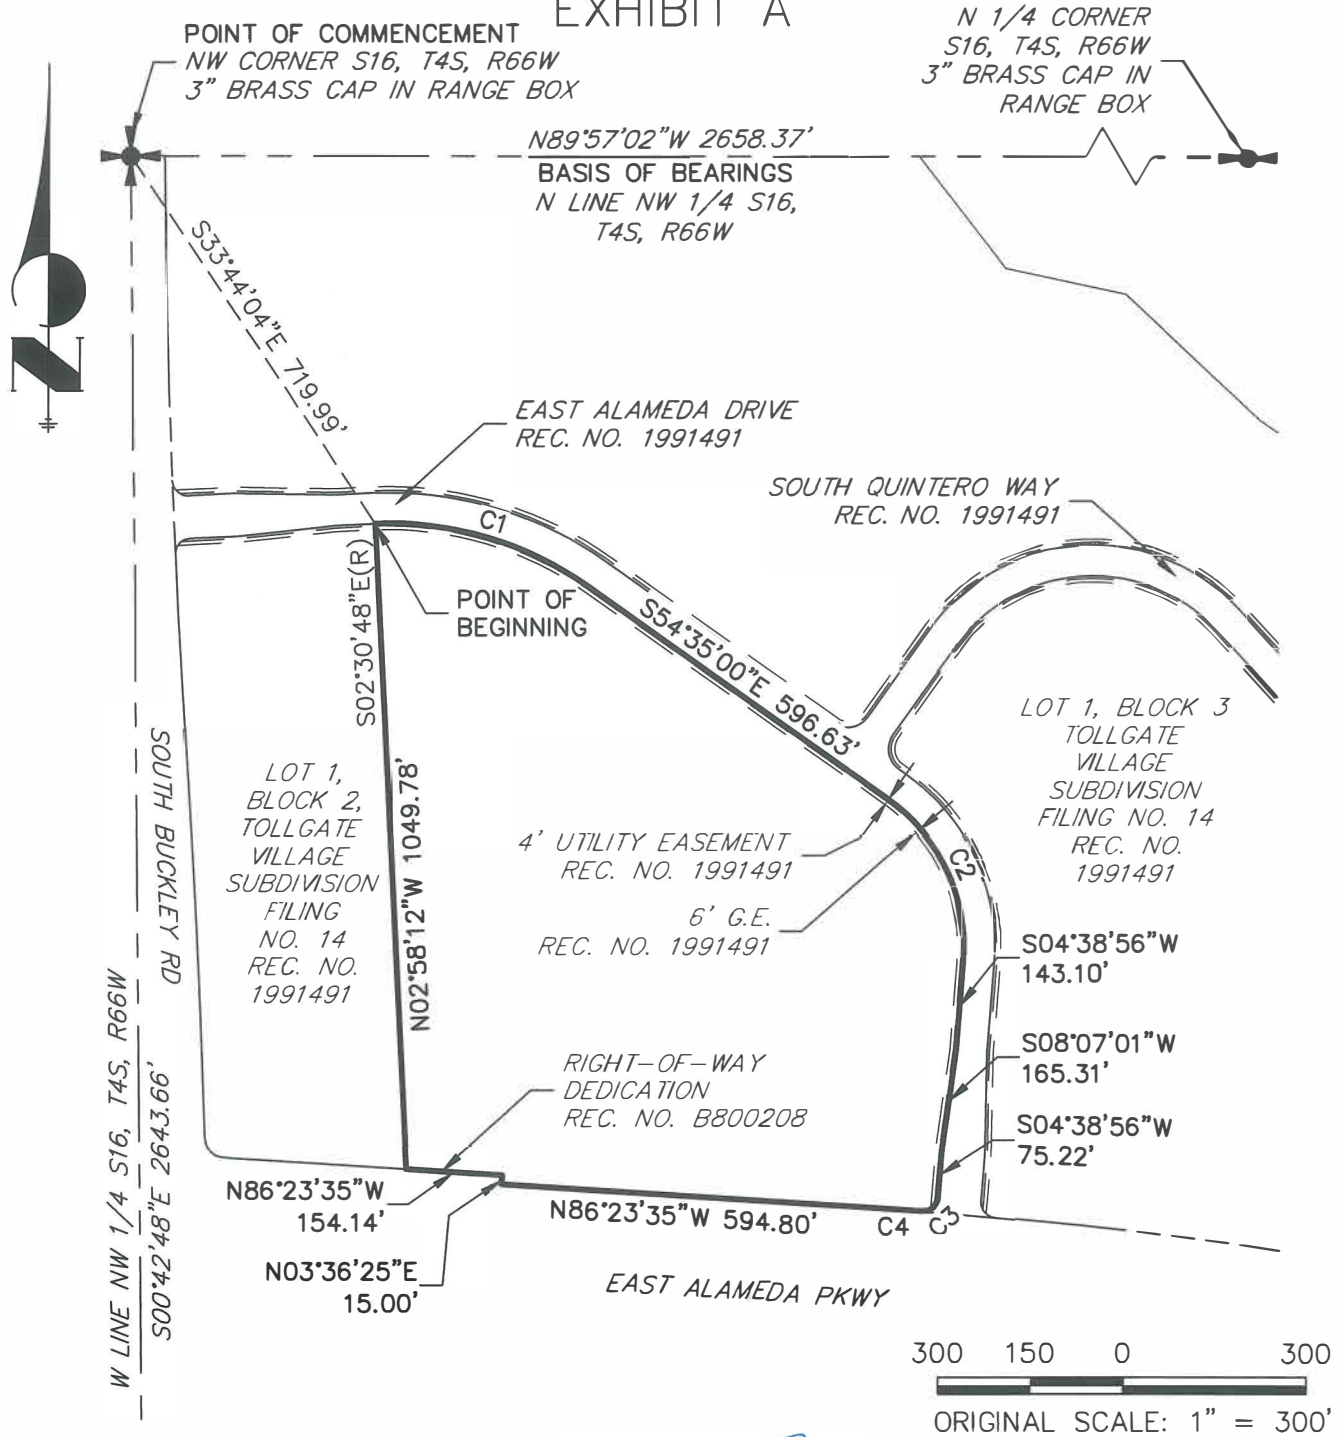 EXHIBIT A
POINT OF COMMENCEMENT
NW CORNER S16, T4S, R66W
3" BRASS CAP IN RANGE BOX
N 1/4 CORNER
S16, T4S, R66W
3" BRASS CAP IN
RANGE BOX
N89°57'02"W 2658.37'
BASIS OF BEARINGS
N LINE NW 1/4 S16,
T4S, R66W
N
S33°44'04"E 719.99'
EAST ALAMEDA DRIVE
REC. NO. 1991491
SOUTH QUINTERO WAY
REC. NO. 1991491
C1
S02°30'48"E(R)
POINT OF
BEGINNING
S54°35'00"E 596.63'
LOT 1, BLOCK 3
TOLLGATE
VILLAGE
SUBDIVISION
FILING NO. 14
REC. NO.
1991491
SOUTH BUCKLEY RD
LOT 1,
BLOCK 2,
TOLLGATE
VILLAGE
SUBDIVISION
FILING
NO. 14
REC. NO.
1991491
N02°58'12"W 1049.78'
4' UTILITY EASEMENT
REC. NO. 1991491
C2
6' G.E.
REC. NO. 1991491
S04°38'56"W
143.10'
S08°07'01"W
165.31'
S04°38'56"W
75.22'
RIGHT-OF-WAY
DEDICATION
REC. NO. B800208
W LINE NW 1/4 S16, T4S, R66W
S00°42'48"E 2643.66'
N86°23'35"W
154.14'
N86°23'35"W 594.80'
C4
C3
N03°36'25"E
15.00'
EAST ALAMEDA PKWY
300 150 0 300
ORIGINAL SCALE: 1" = 300'